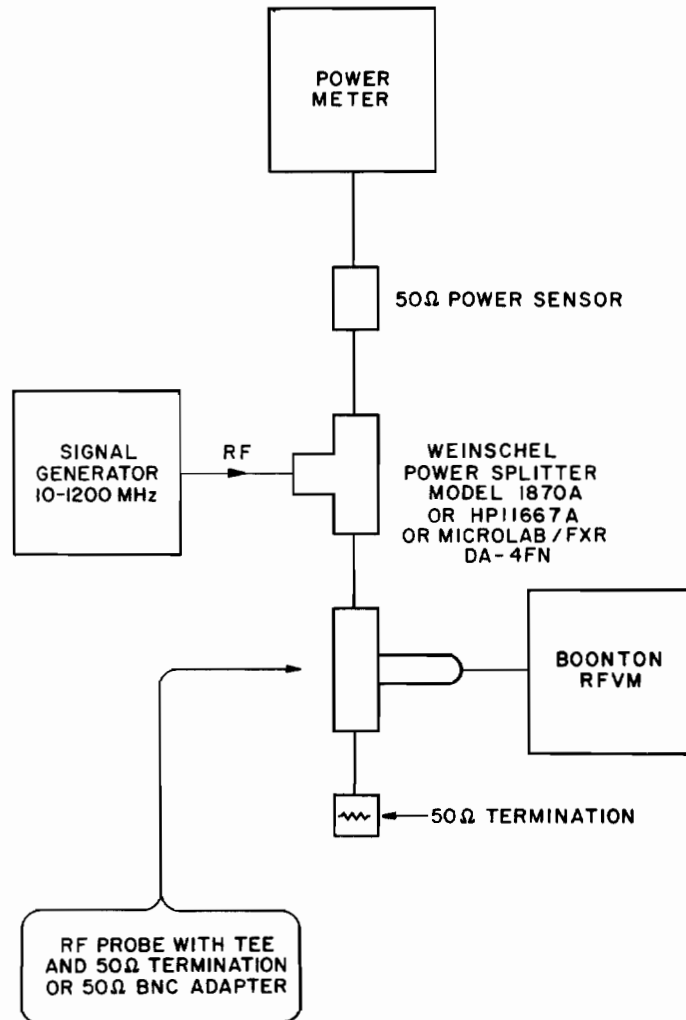 POWER
METER
50Ω POWER SENSOR
SIGNAL
GENERATOR
10-1200 MHz
RF
WEINSCHEL
POWER SPLITTER
MODEL 1870A
OR HP11667A
OR MICROLAB/FXR
DA-4FN
BOONTON
RFVM
50Ω TERMINATION
RF PROBE WITH TEE
AND 50Ω TERMINATION
OR 50Ω BNC ADAPTER